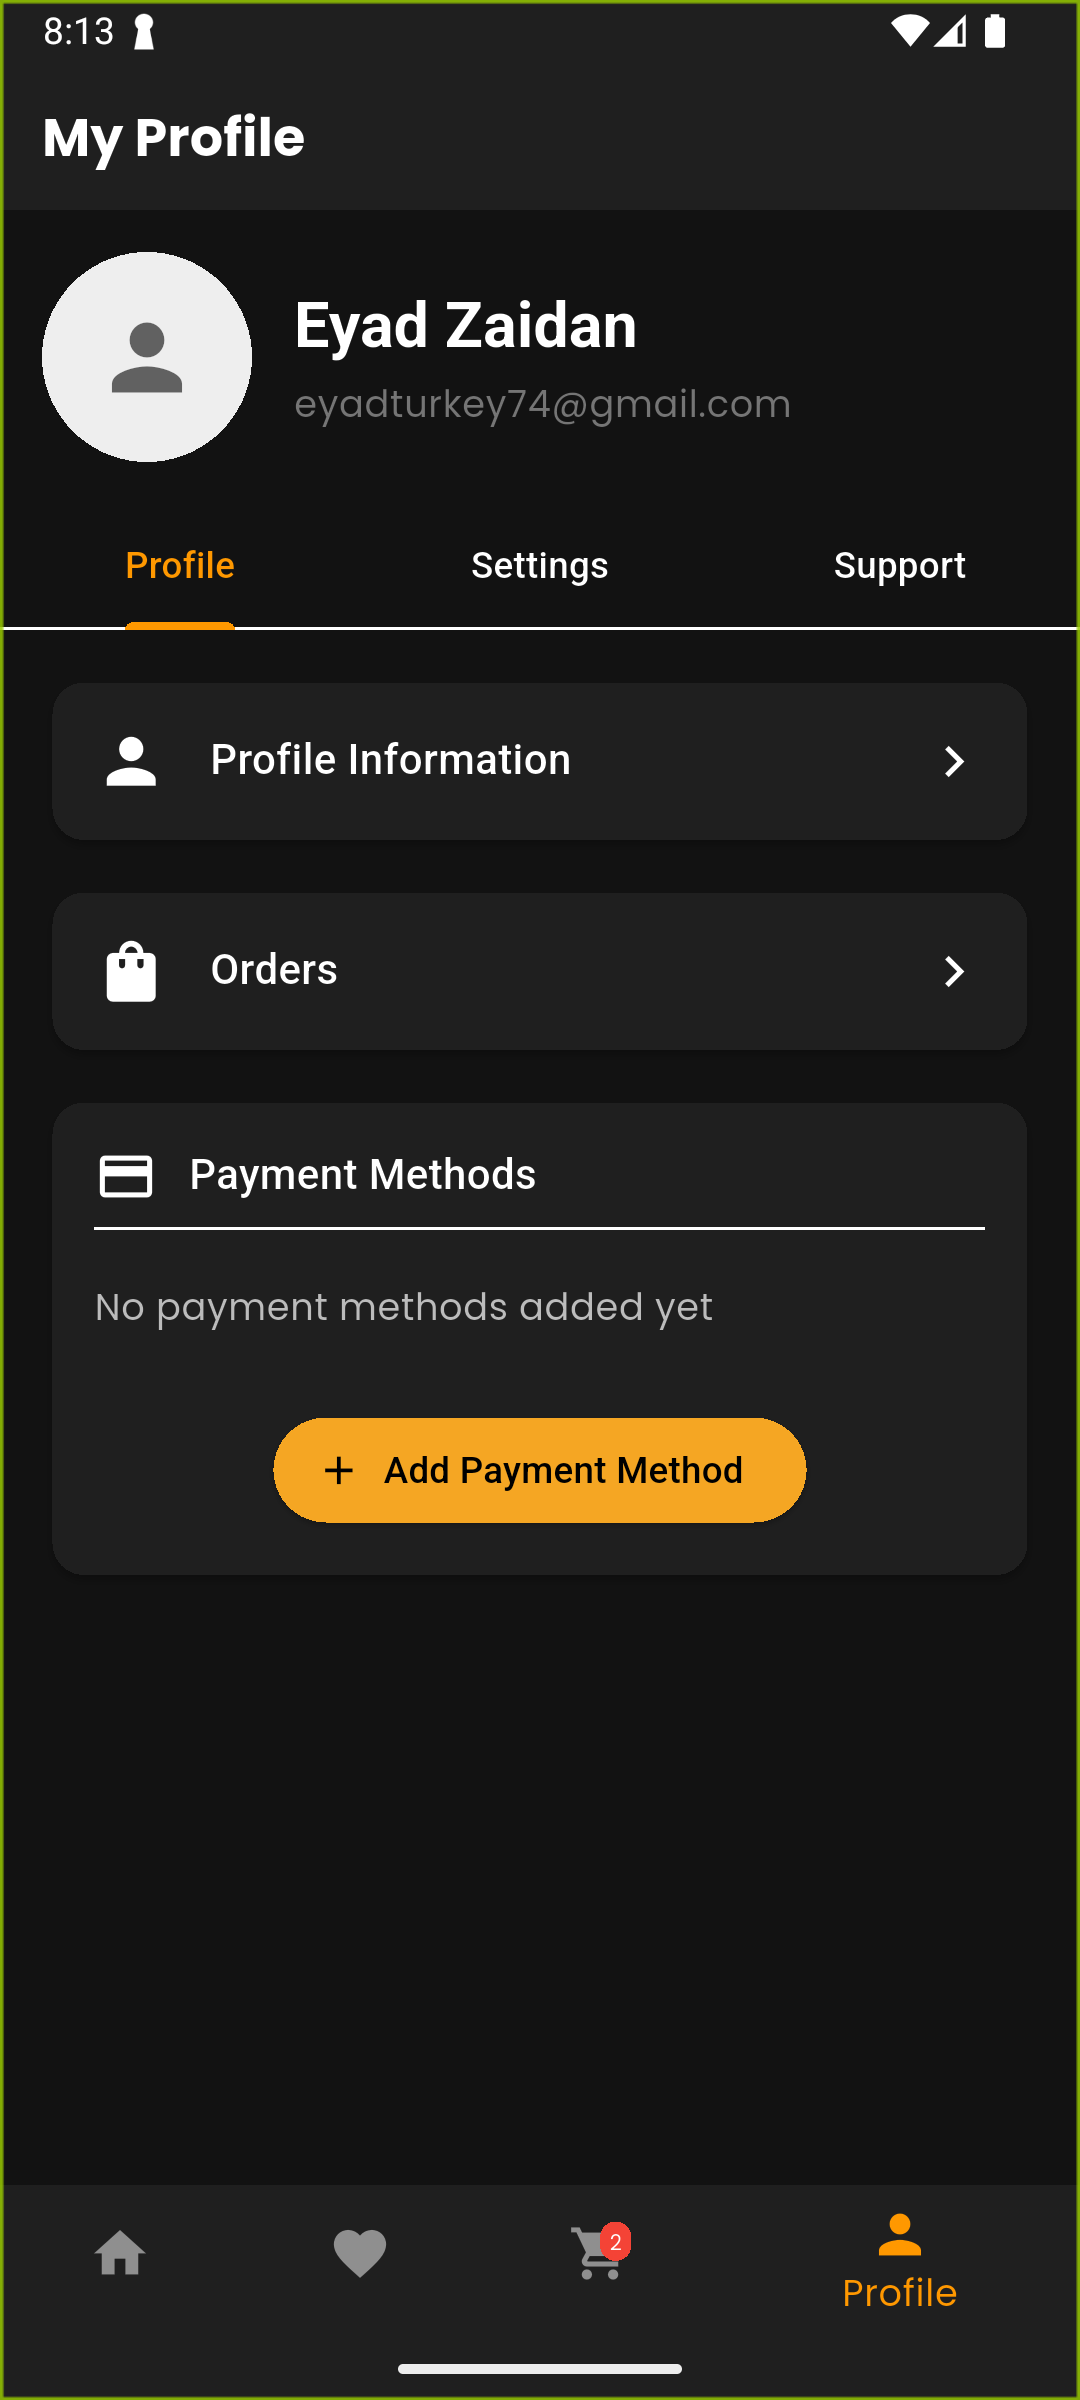 8:13
My Profile
Eyad Zaidan
eyadturkey74@gmail.com
Profile
Settings
Support
Profile Information
Orders
Payment Methods
No payment methods added yet
Add Payment Method
2
Profile